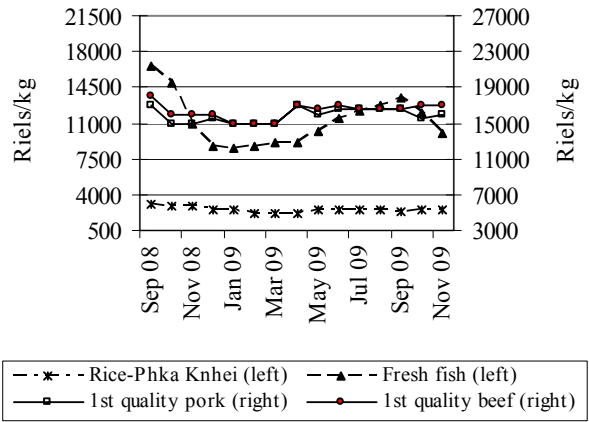 21500 27000
18000 23000
14500 19000
11000 15000
7500 11000
4000 7000
500 3000
Riels/kg
Riels/kg
Sep 08
Nov 08
Jan 09
Mar 09
May 09
Jul 09
Sep 09
Nov 09
Rice-Phka Knhei (left) Fresh fish (left)
1st quality pork (right) 1st quality beef (right)